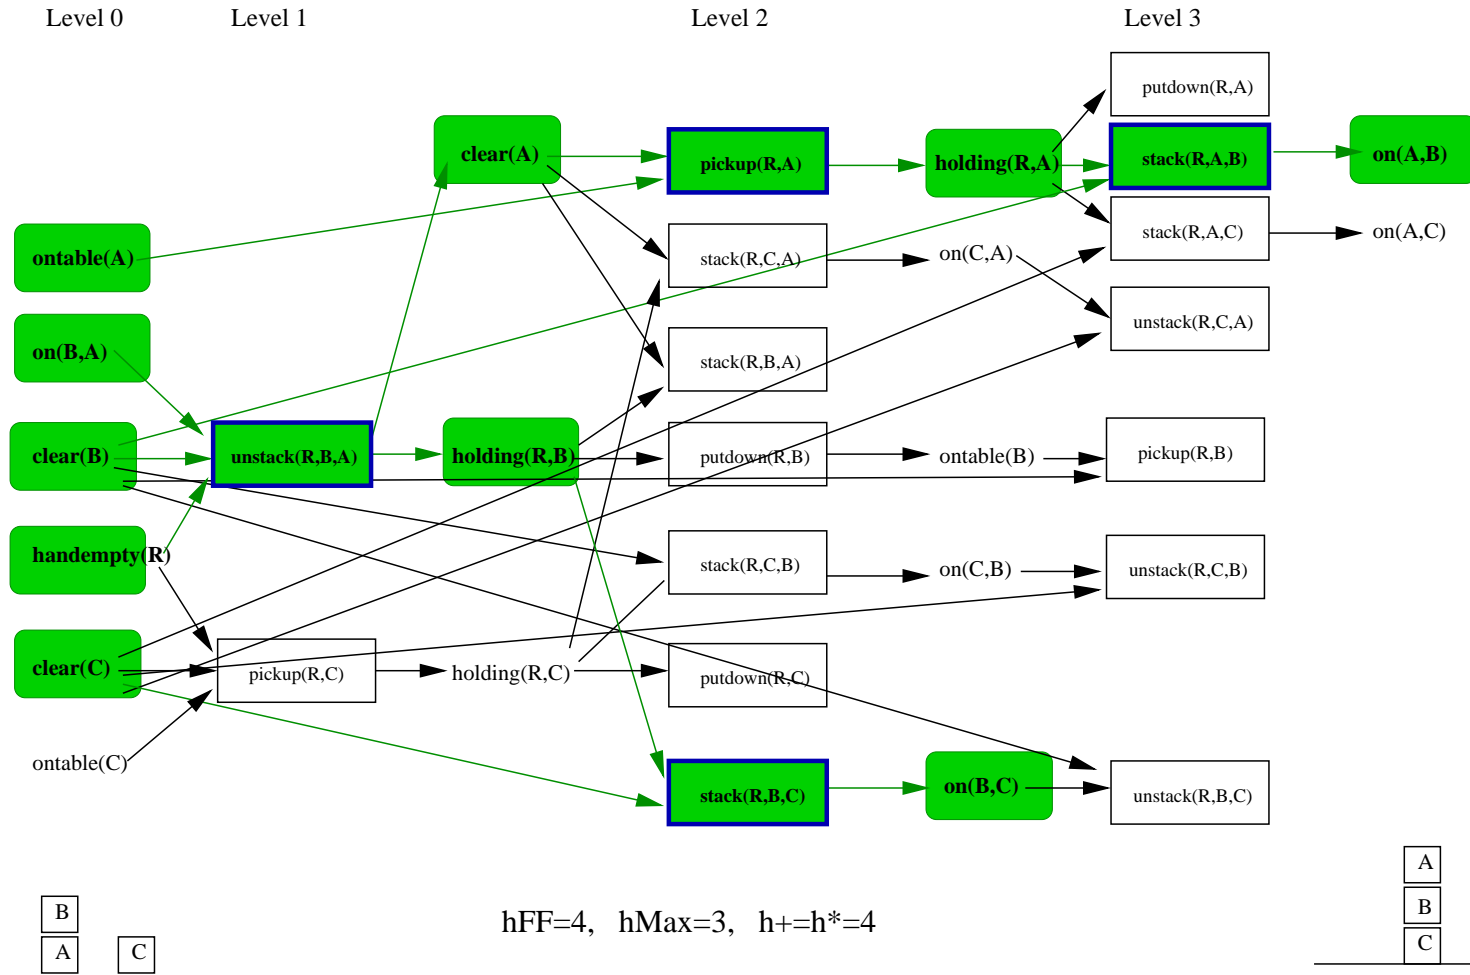 Level 0
Level 1
Level 2
Level 3
putdown(R,A)
clear(A)
pickup(R,A)
holding(R,A)
stack(R,A,B)
on(A,B)
ontable(A)
stack(R,C,A)
on(C,A)
stack(R,A,C)
on(A,C)
unstack(R,C,A)
on(B,A)
stack(R,B,A)
clear(B)
unstack(R,B,A)
holding(R,B)
putdown(R,B)
ontable(B)
pickup(R,B)
handempty(R)
stack(R,C,B)
on(C,B)
unstack(R,C,B)
clear(C)
pickup(R,C)
holding(R,C)
putdown(R,C)
ontable(C)
stack(R,B,C)
on(B,C)
unstack(R,B,C)
B
A
C
hFF=4, hMax=3, h+=h*=4
A
B
C